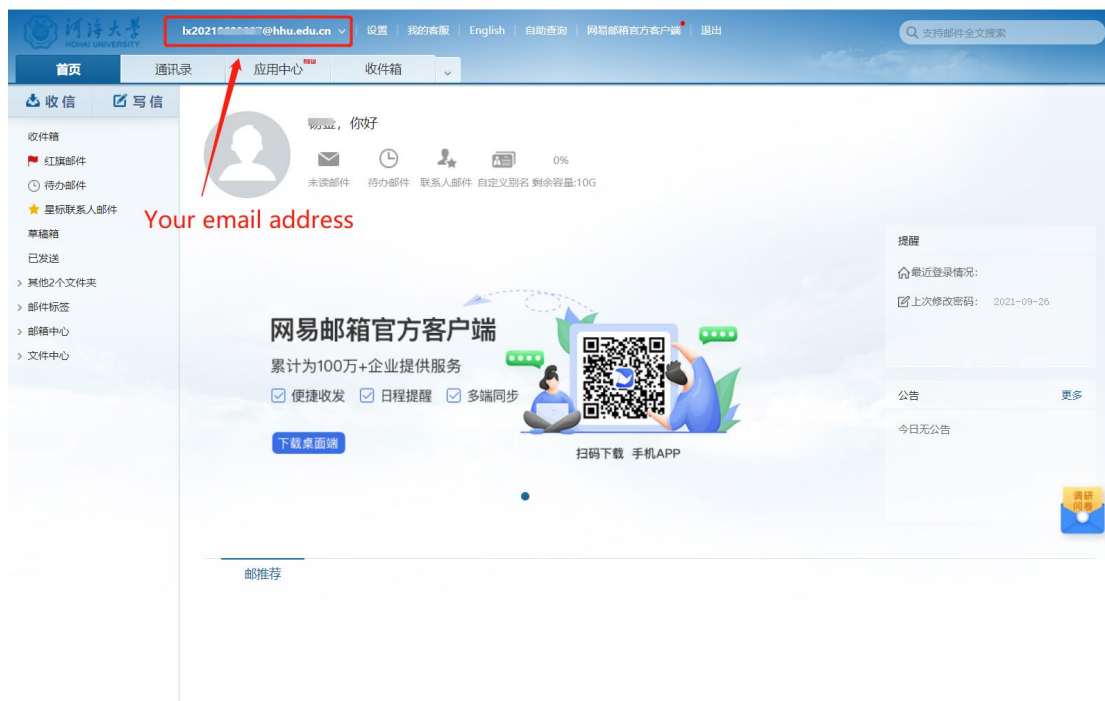 河海大学
HOHAI UNIVERSITY
@hhu.edu.cn 设置 我的客服 English 自助查询 网易邮箱官方客户端 退出
支持邮件全文搜索
首页 通讯录 应用中心 NEW 收件箱
收信 写信
收件箱
红旗邮件
待办邮件
星标联系人邮件
草稿箱
已发送
其他2个文件夹
邮件标签
邮箱中心
文件中心
,你好
0%
未读邮件 待办邮件 联系人邮件 自定义别名 剩余容量:10G
Your email address
网易邮箱官方客户端
累计为100万+企业提供服务
便捷收发 日程提醒 多端同步
下载桌面端
扫码下载 手机APP
提醒
最近登录情况:
上次修改密码: 2021-09-26
公告 更多
今日无公告
调研
问卷
邮推荐